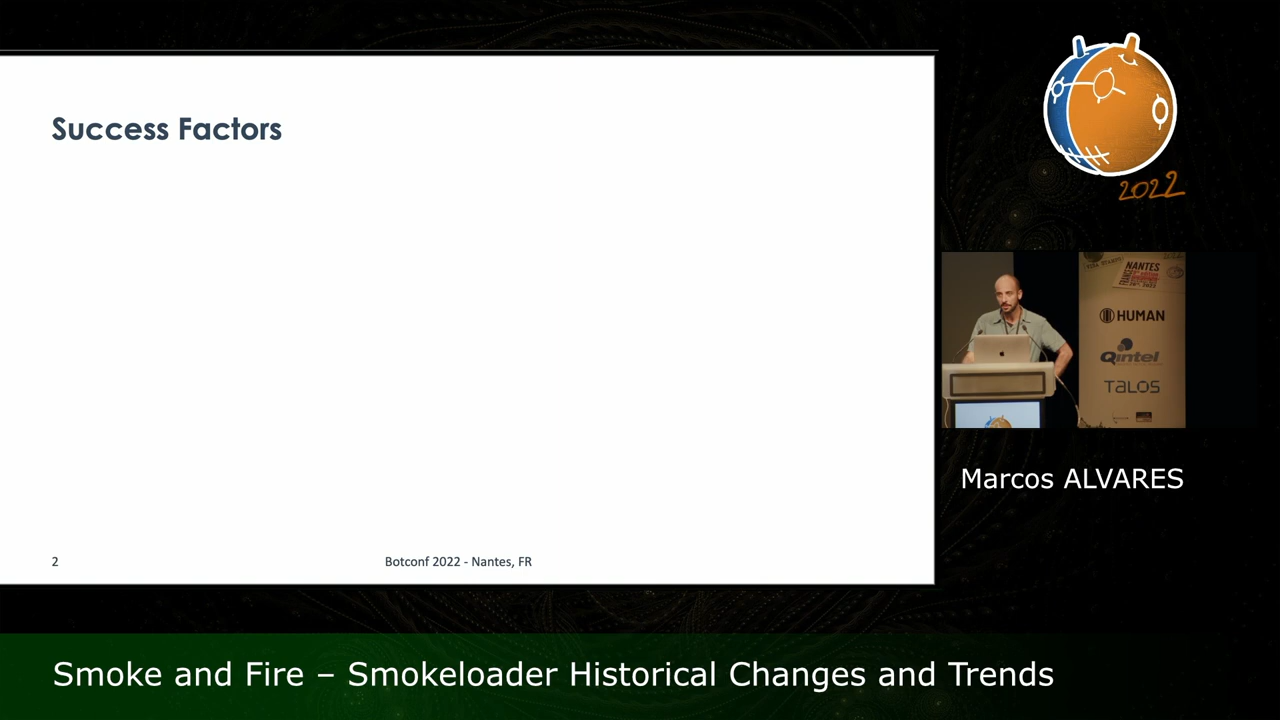 Success Factors
2
Botconf 2022 - Nantes, FR
2022
NANTES
HUMAN
Qintel
TALOS
Marcos ALVARES
Smoke and Fire – Smokeloader Historical Changes and Trends